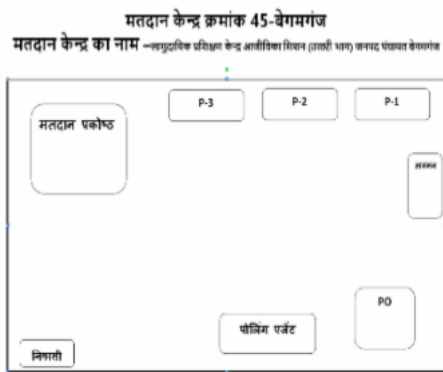 मतदान केन्द्र क्रमांक 45-बेगमगंज
मतदान केन्द्र का नाम –सामुदायिक प्रशिक्षण केन्द्र आजीविका मिशन (उत्तरी भाग) जनपद पंचायत बेगमगंज
P-3 P-2 P-1
मतदान प्रकोष्ठ
आगमन
PO
पोलिंग एजेंट
निकासी